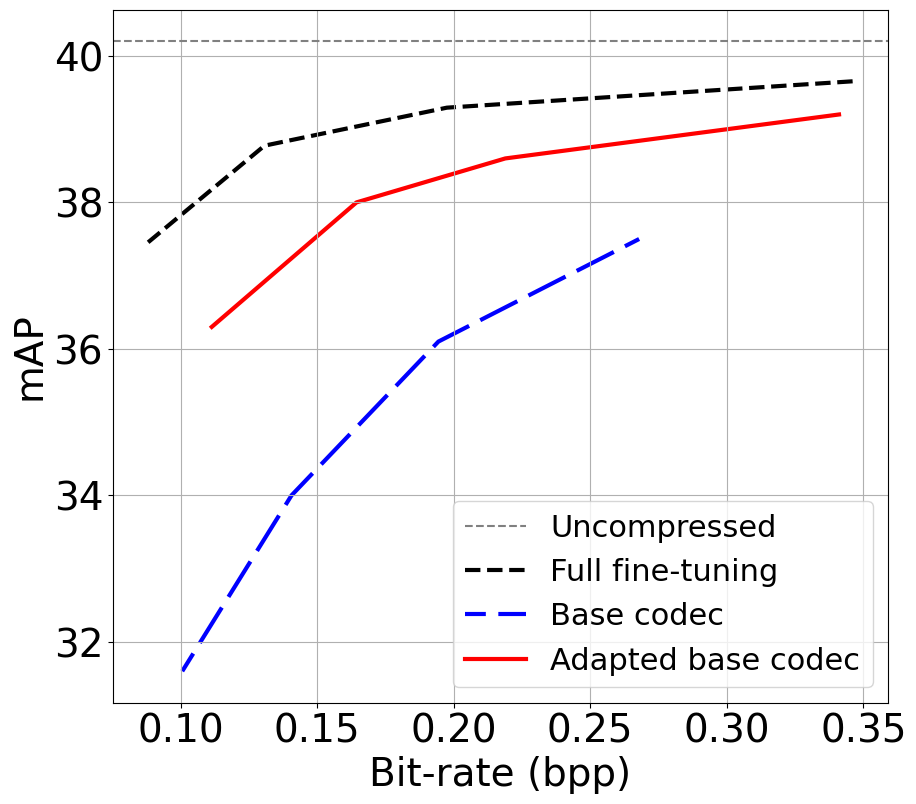 40
38
36
34
32
mAP
0.10 0.15 0.20 0.25 0.30 0.35
Bit-rate (bpp)
Uncompressed
Full fine-tuning
Base codec
Adapted base codec